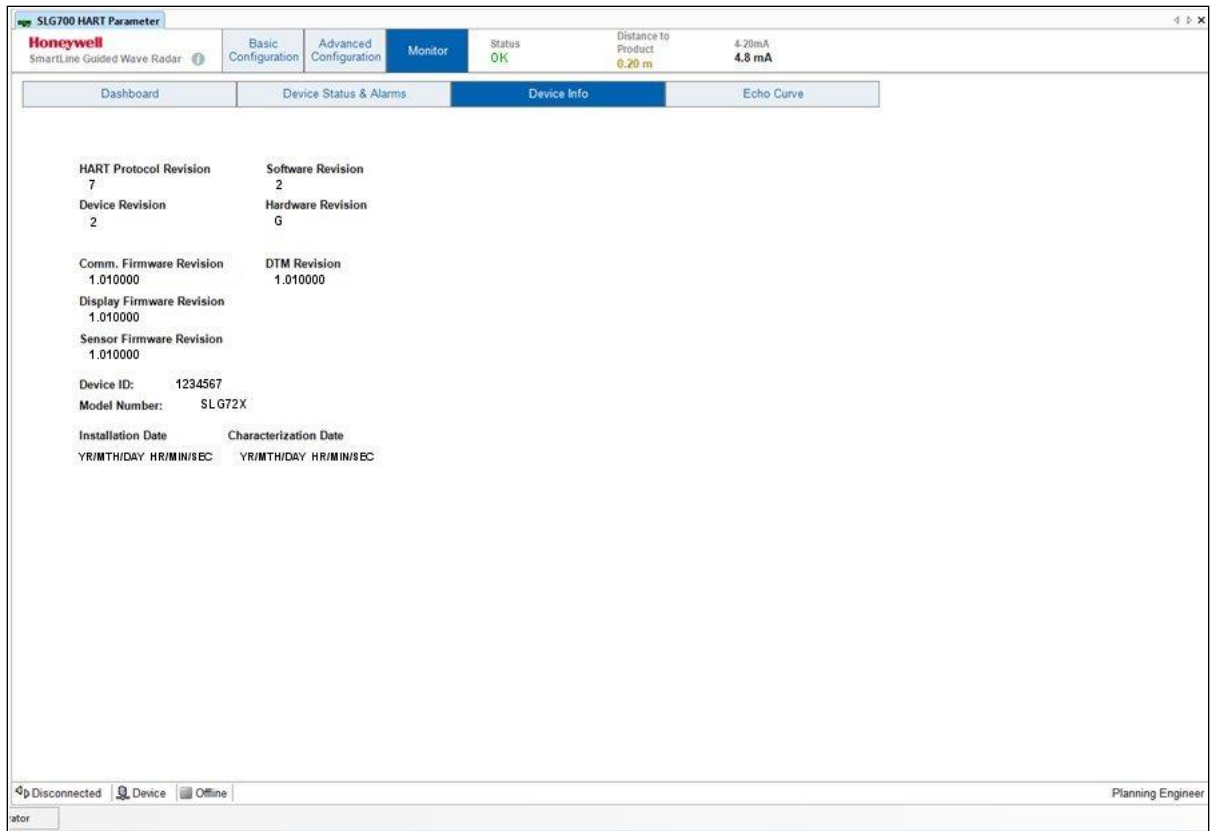 SLG700 HART Parameter
Honeywell
SmartLine Guided Wave Radar
Basic Configuration
Advanced Configuration
Monitor
Status
OK
Distance to Product
0.20 m
4-20mA
4.8 mA
Dashboard
Device Status & Alarms
Device Info
Echo Curve
HART Protocol Revision
7
Software Revision
2
Device Revision
2
Hardware Revision
G
Comm. Firmware Revision
1.010000
DTM Revision
1.010000
Display Firmware Revision
1.010000
Sensor Firmware Revision
1.010000
Device ID: 1234567
Model Number: SLG72X
Installation Date Characterization Date
YR/MTH/DAY HR/MIN/SEC YR/MTH/DAY HR/MIN/SEC
Disconnected Device Offline Planning Engineer
rator